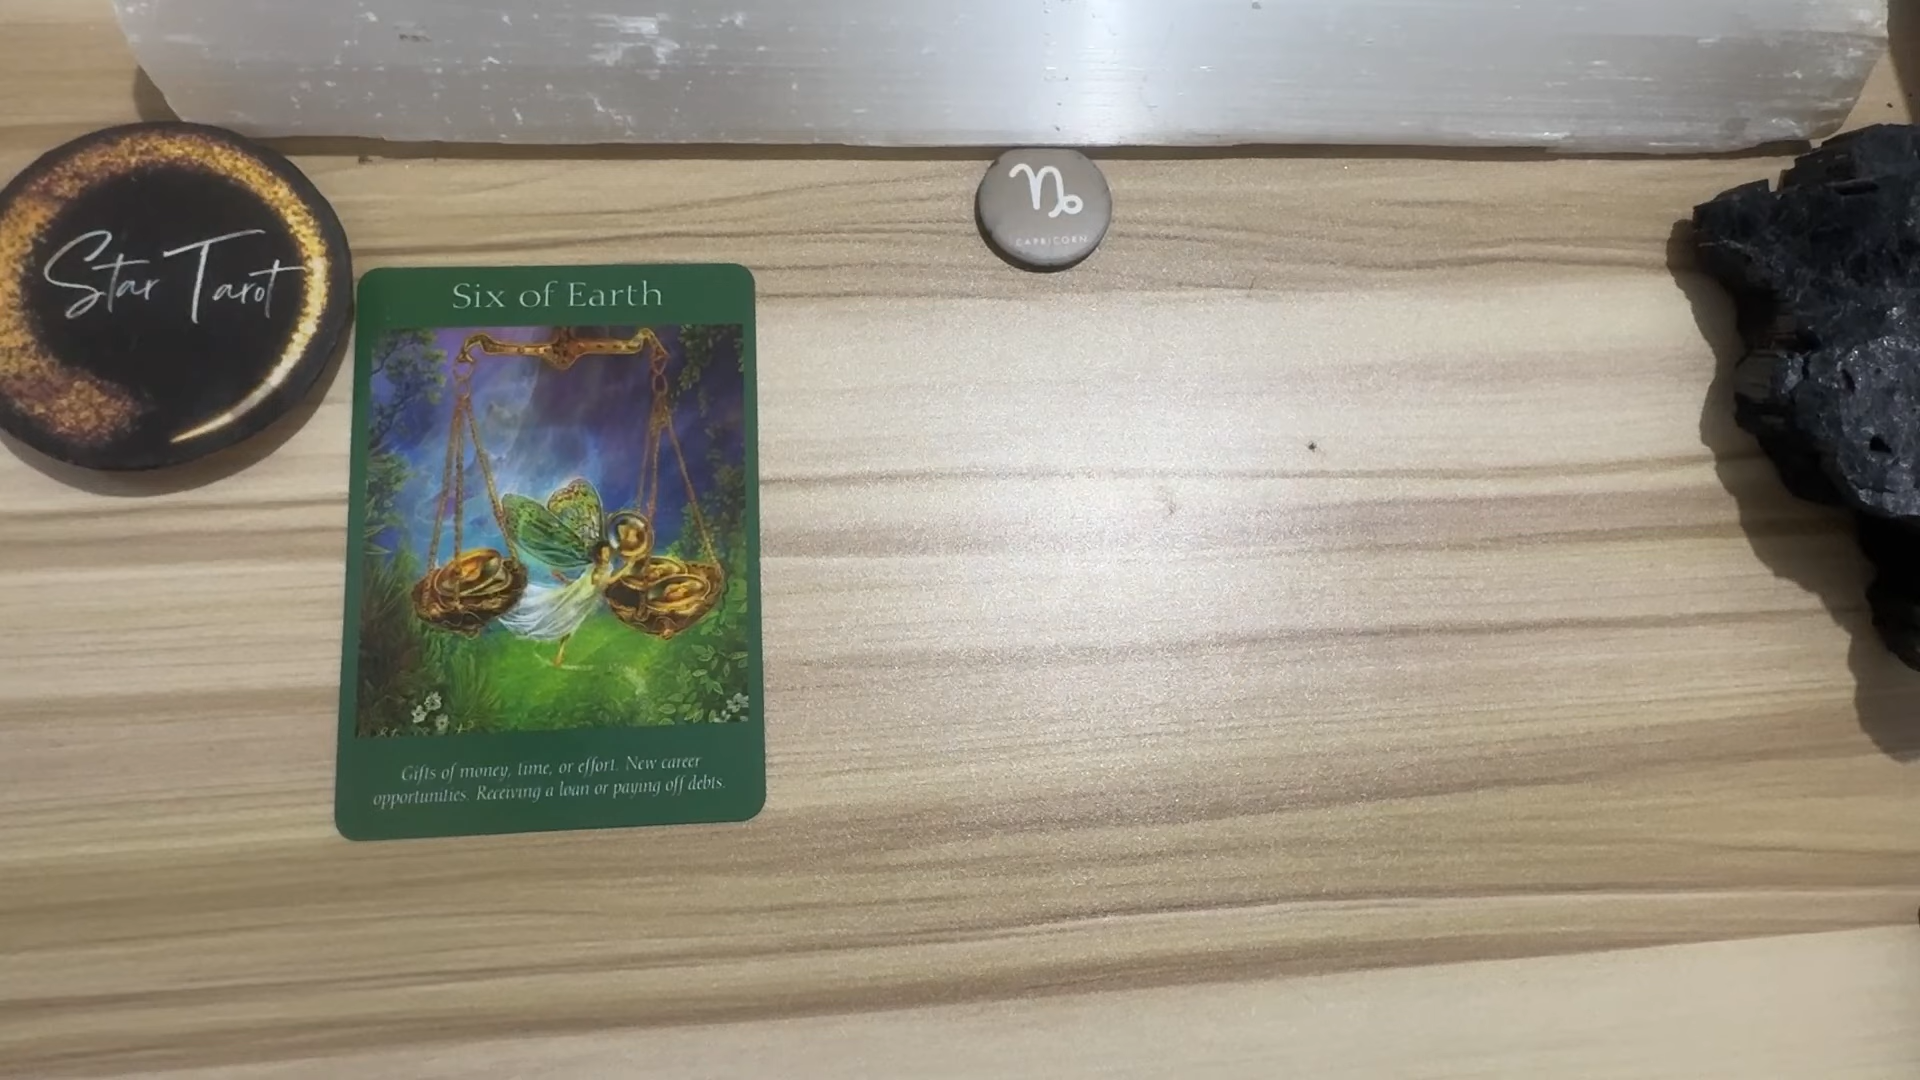 Star Tarot
CAPRICORN
Six of Earth
Gifts of money, time, or effort. New career
opportunities. Receiving a loan or paying off debts.